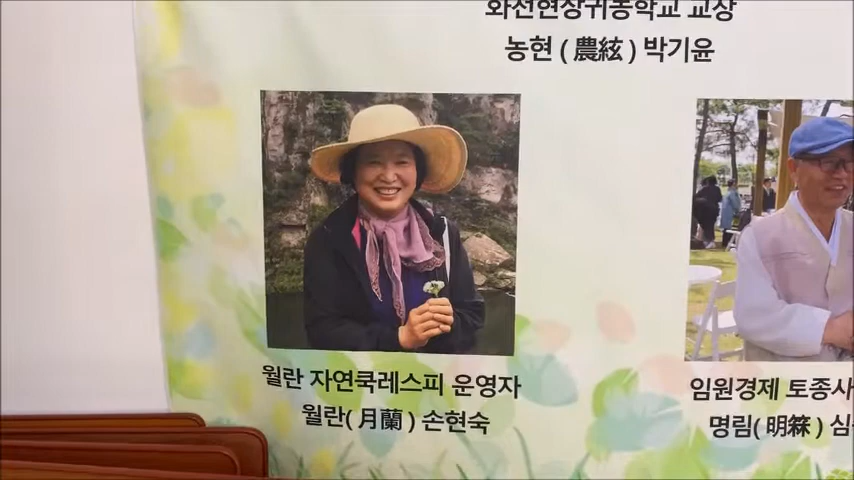 화전현장귀농학교 교장
농현 (農絃) 박기윤
월란 자연쿡레스피 운영자
월란(月蘭) 손현숙
임원경제 토종사
명림(明箖) 심